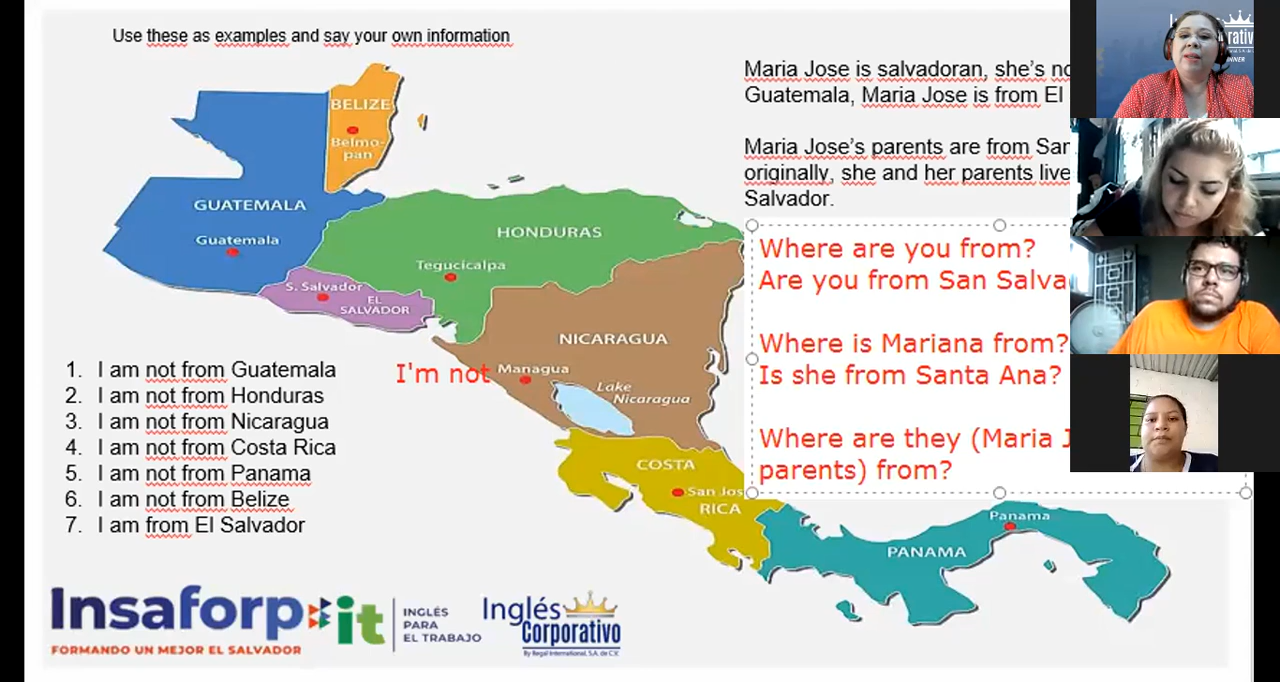 Use these as examples and say your own information
Maria Jose is salvadoran, she's
Guatemala, Maria Jose is from El
Maria Jose's parents are from
originally, she and her parents
Salvador.
BELIZE
Belmo-
pan
GUATEMALA
Guatemala
HONDURAS
Tegucicalpa
S. Salvador
EL
SALVADOR
NICARAGUA
Managua
Lake
Nicaragua
COSTA
RICA
San
Panama
PANAMA
Where are you from?
Are you from San
Where is Mariana from?
Is she from Santa Ana?
Where are they (Maria
parents) from?
1. I am not from Guatemala
2. I am not from Honduras
3. I am not from Nicaragua
4. I am not from Costa Rica
5. I am not from Panama
6. I am not from Belize
7. I am from El Salvador
I'm not
Insaforp it
FORMANDO UN MEJOR EL SALVADOR
INGLÉS
PARA
EL TRABAJO
Inglés
Corporativo
By Regal International, S.A. de C.V.